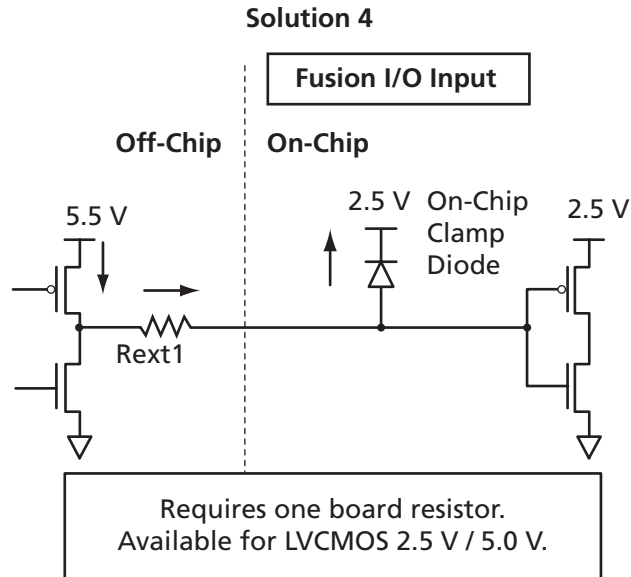 Solution 4
Fusion I/O Input
Off-Chip
On-Chip
5.5 V
2.5 V
On-Chip
Clamp
Diode
2.5 V
Rext1
Requires one board resistor.
Available for LVCMOS 2.5 V / 5.0 V.